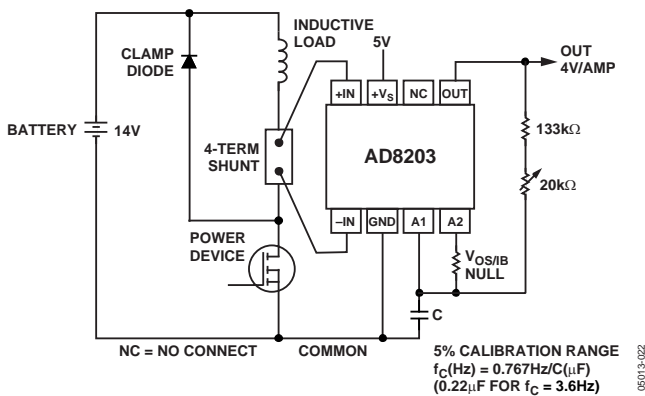 INDUCTIVE
LOAD
5V
OUT
4V/AMP
CLAMP
DIODE
+IN
+VS
NC
OUT
BATTERY
14V
4-TERM
SHUNT
AD8203
133kΩ
20kΩ
–IN
GND
A1
A2
POWER
DEVICE
VOS/IB
NULL
C
NC = NO CONNECT
COMMON
5% CALIBRATION RANGE
fC(Hz) = 0.767Hz/C(μF)
(0.22μF FOR fC = 3.6Hz)
05013-022